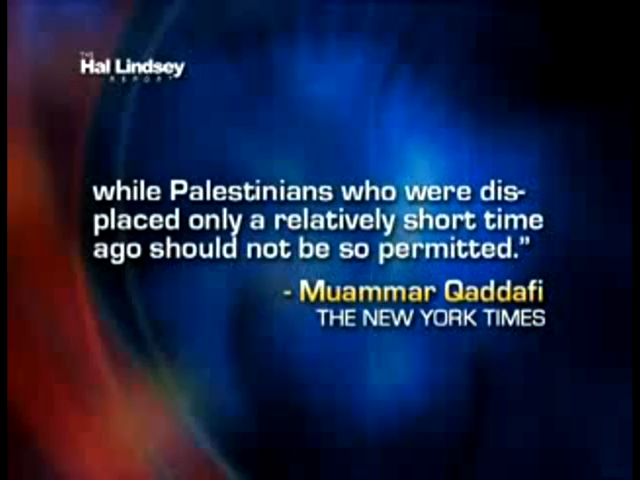 THE
Hal Lindsey
REPORT
while Palestinians who were dis-
placed only a relatively short time
ago should not be so permitted.”
- Muammar Qaddafi
THE NEW YORK TIMES